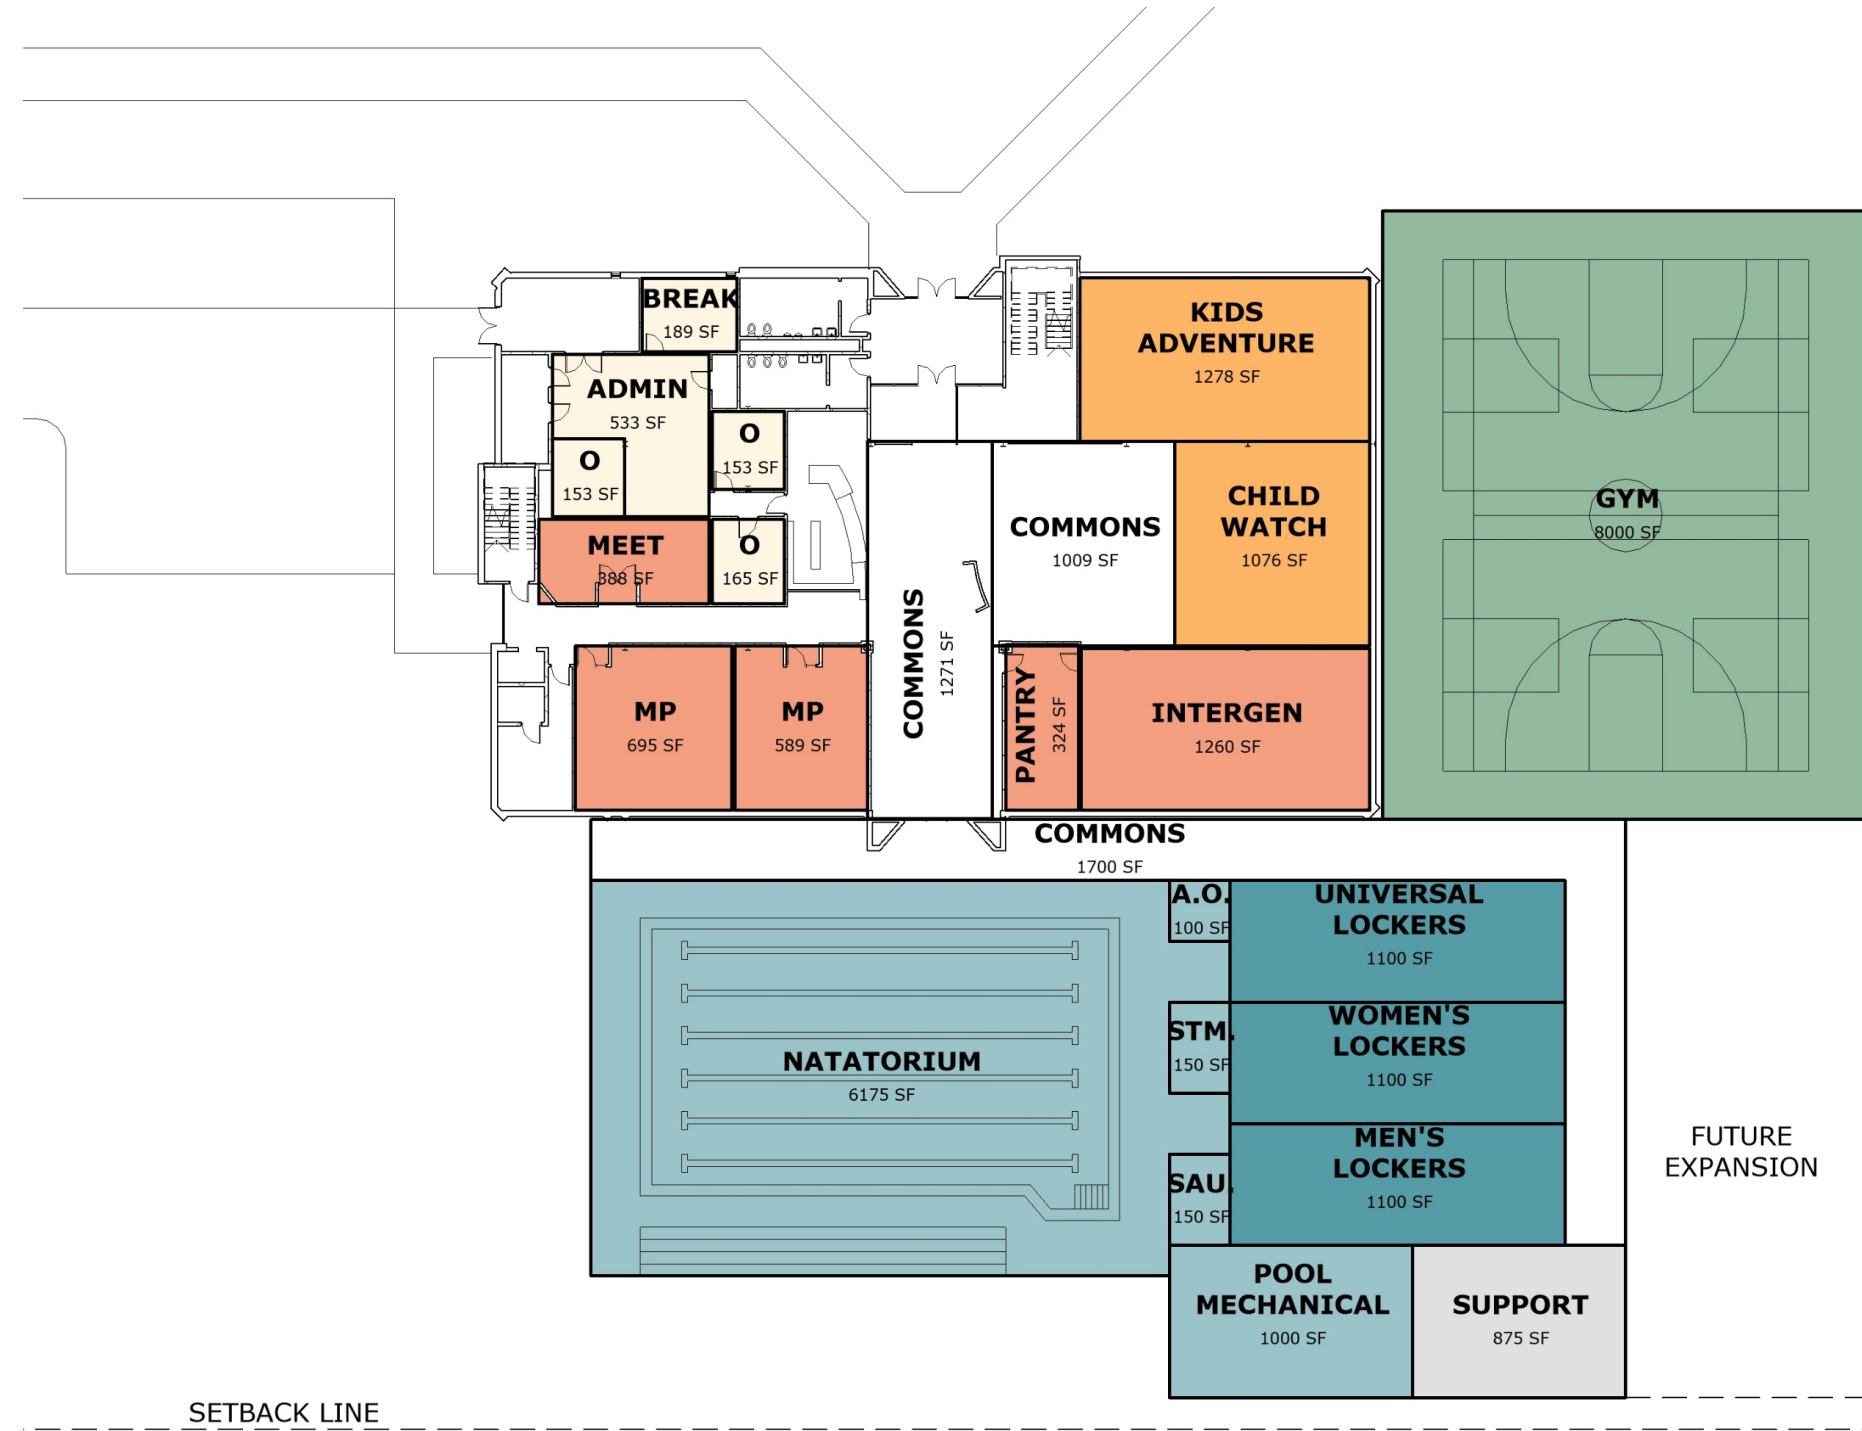 BREAK
189 SF
KIDS
ADVENTURE
1278 SF
ADMIN
533 SF
O
153 SF
O
153 SF
MEET
388 SF
O
165 SF
COMMONS
1271 SF
COMMONS
1009 SF
CHILD
WATCH
1076 SF
GYM
8000 SF
MP
695 SF
MP
589 SF
PANTRY
324 SF
INTERGEN
1260 SF
COMMONS
1700 SF
A.O.
100 SF
UNIVERSAL
LOCKERS
1100 SF
NATATORIUM
6175 SF
STM.
150 SF
WOMEN'S
LOCKERS
1100 SF
SAU.
150 SF
MEN'S
LOCKERS
1100 SF
FUTURE
EXPANSION
POOL
MECHANICAL
1000 SF
SUPPORT
875 SF
SETBACK LINE